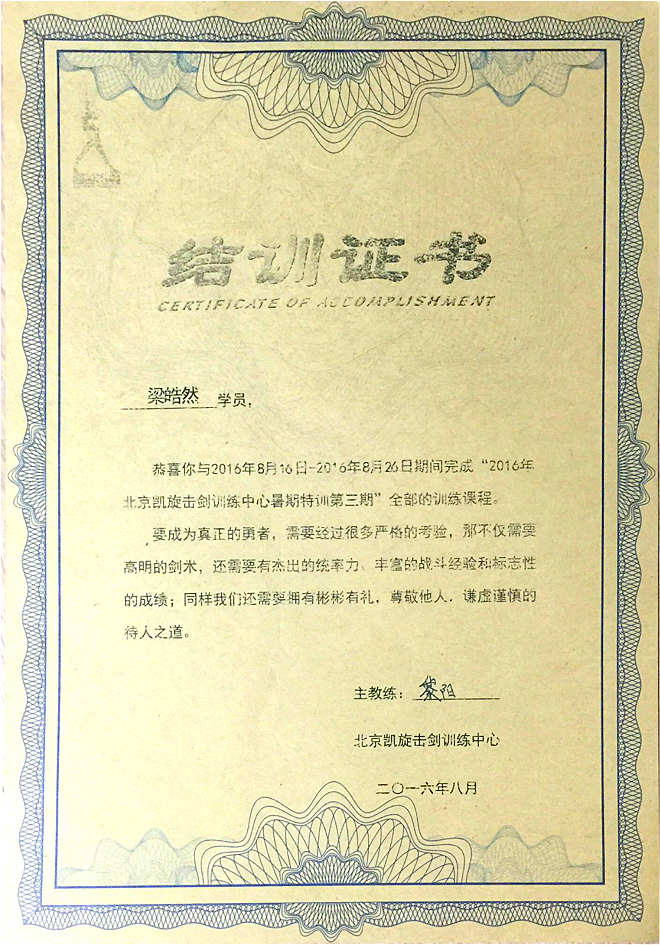 结训证书
CERTIFICATE OF ACCOMPLISHMENT
梁皓然 学员,
恭喜你与2016年8月16日-2016年8月26日期间完成“2016年
北京凯旋击剑训练中心暑期特训第三期”全部的训练课程。
要成为真正的勇者，需要经过很多严格的考验，那不仅需要
高明的剑术，还需要有杰出的统率力、丰富的战斗经验和标志性
的成绩；同样我们还需要拥有彬彬有礼，尊敬他人，谦虚谨慎的
待人之道。
主教练：
北京凯旋击剑训练中心
二〇一六年八月